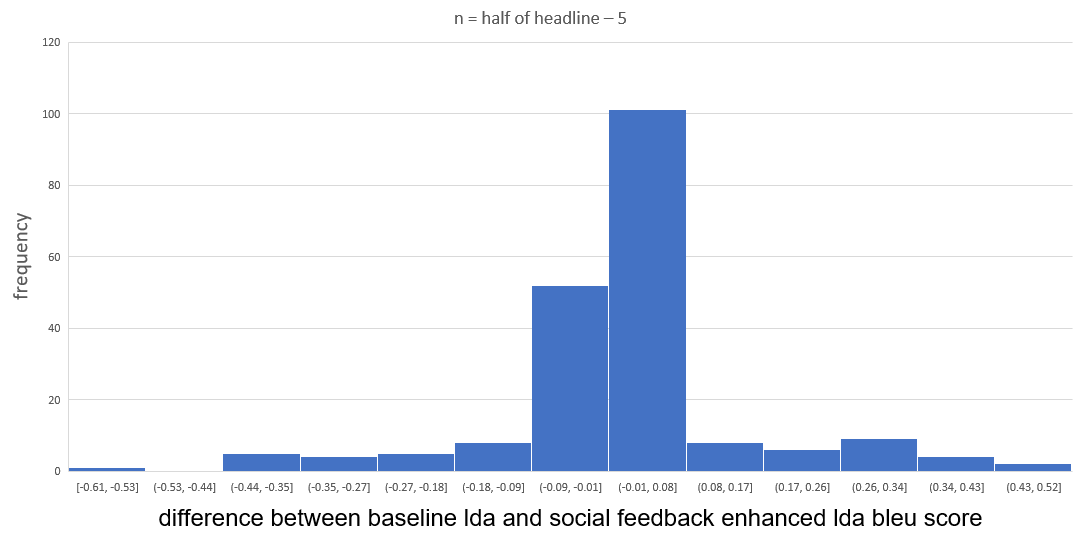 n = half of headline – 5
120
100
80
60
40
20
0
frequency
[-0.61, -0.53] (-0.53, -0.44] (-0.44, -0.35] (-0.35, -0.27] (-0.27, -0.18] (-0.18, -0.09] (-0.09, -0.01] (-0.01, 0.08] (0.08, 0.17] (0.17, 0.26] (0.26, 0.34] (0.34, 0.43] (0.43, 0.52]
difference between baseline lda and social feedback enhanced lda bleu score